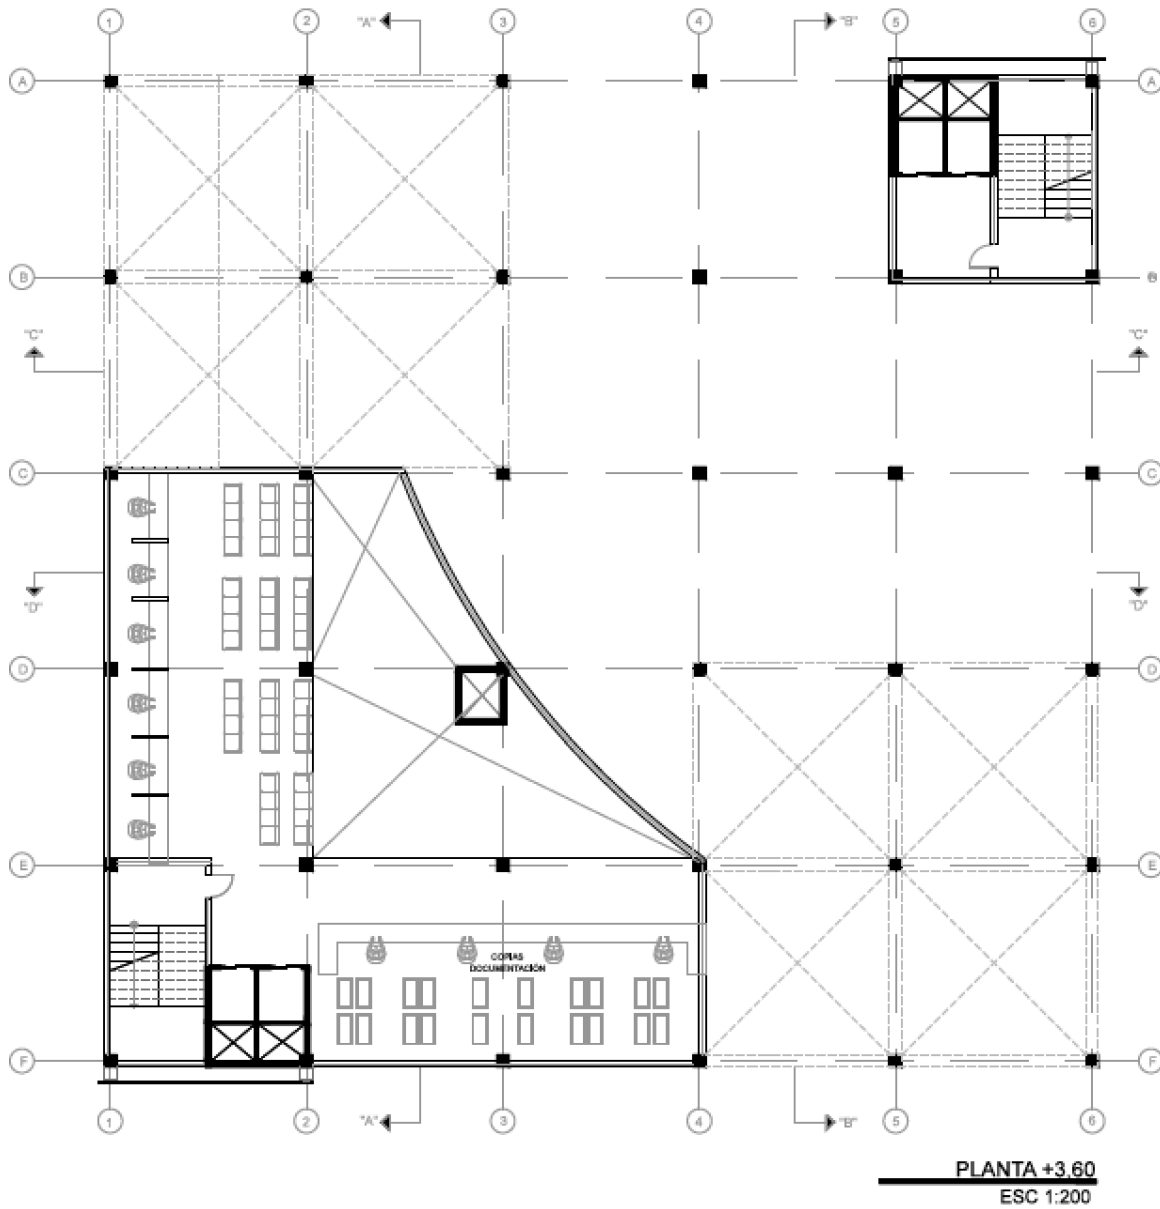 1 2 "A" 3 4 "B" 5 6
A A
B B
"C" "C"
C C
"D" "D"
D D
E E
COPIAS
DOCUMENTACIÓN
F F
1 2 "A" 3 4 "B" 5 6
PLANTA +3,60
ESC 1:200